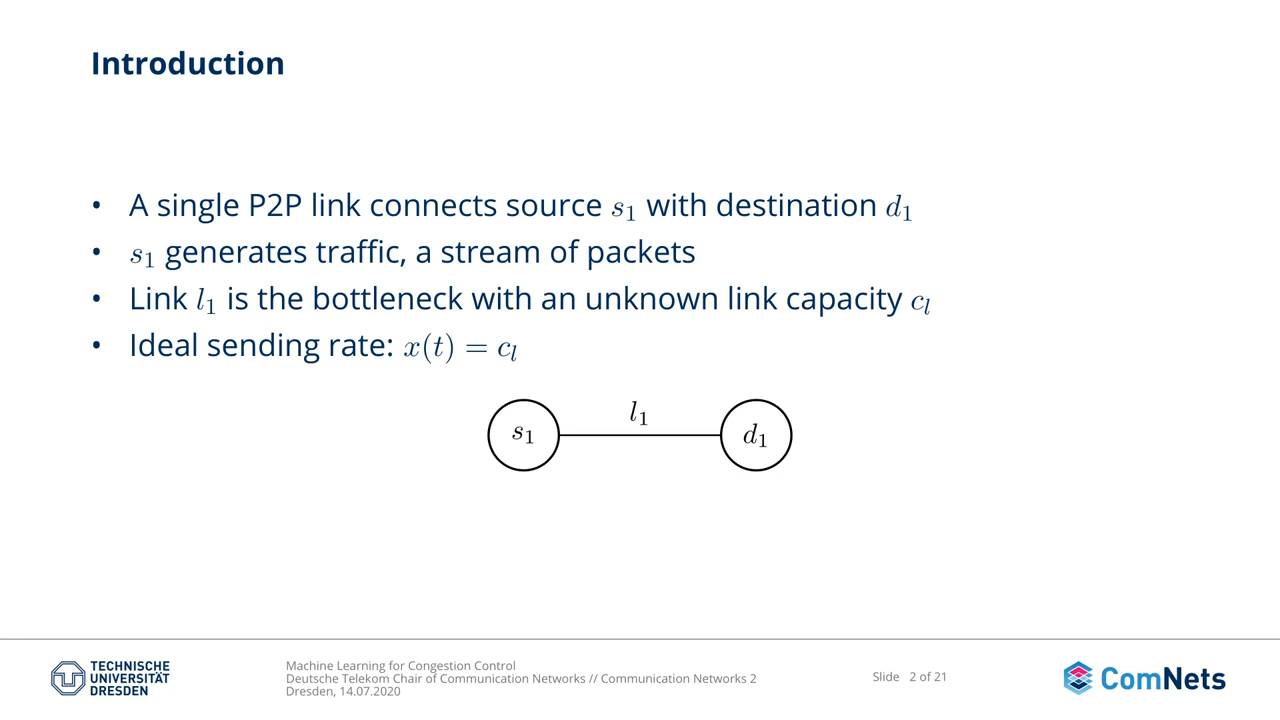 Introduction
• A single P2P link connects source s₁ with destination d₁
• s₁ generates traffic, a stream of packets
• Link l₁ is the bottleneck with an unknown link capacity cₗ
• Ideal sending rate: x(t) = cₗ
l₁
s₁ d₁
TECHNISCHE
UNIVERSITÄT
DRESDEN
Machine Learning for Congestion Control
Deutsche Telekom Chair of Communication Networks // Communication Networks 2
Dresden, 14.07.2020
Slide 2 of 21
ComNets